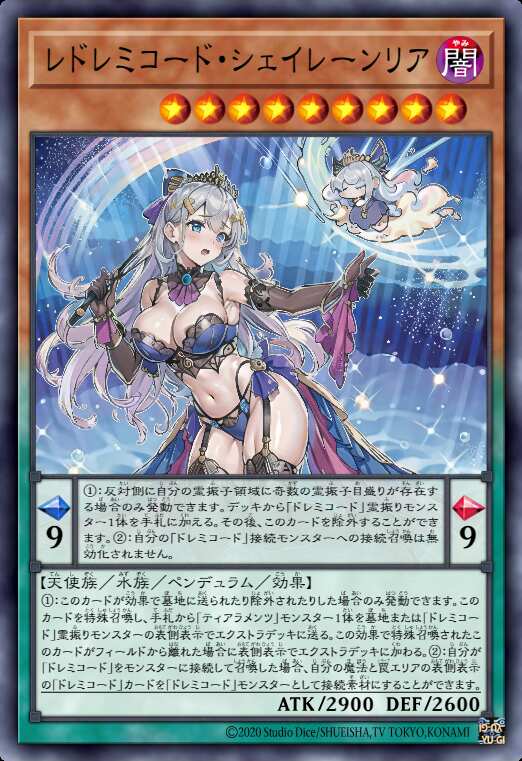 レドレミコード・シェイレーンリア
やみ
闇
①:反対側に自分の霊振子領域に奇数の霊振子目盛りが存在す
る場合のみ発動できます。デッキから「ドレミコード」霊振りモンス
ター1体を手札に加える。その後、このカードを除外することができ
ます。②:自分の「ドレミコード」接続モンスターへの接続召喚は無
効化されません。
9
9
【天使族／水族／ペンデュラム／効果】
①:このカードが効果で墓地に送られたり除外されたりした場合のみ発動できます。この
カードを特殊召喚し、手札から「ティアラメンツ」モンスター1体を墓地または「ドレミコー
ド」霊振りモンスターの表側表示でエクストラデッキに送る。この効果で特殊召喚されたこ
のカードがフィールドから離れた場合に表側表示でエクストラデッキに加わる。②:自分が
「ドレミコード」をモンスターに接続して召喚した場合、自分の魔法と罠エリアの表側表示
の「ドレミコード」カードを「ドレミコード」モンスターとして接続素材にすることができます。
ATK/2900 DEF/2600
©2020 Studio Dice/SHUEISHA,TV TOKYO,KONAMI